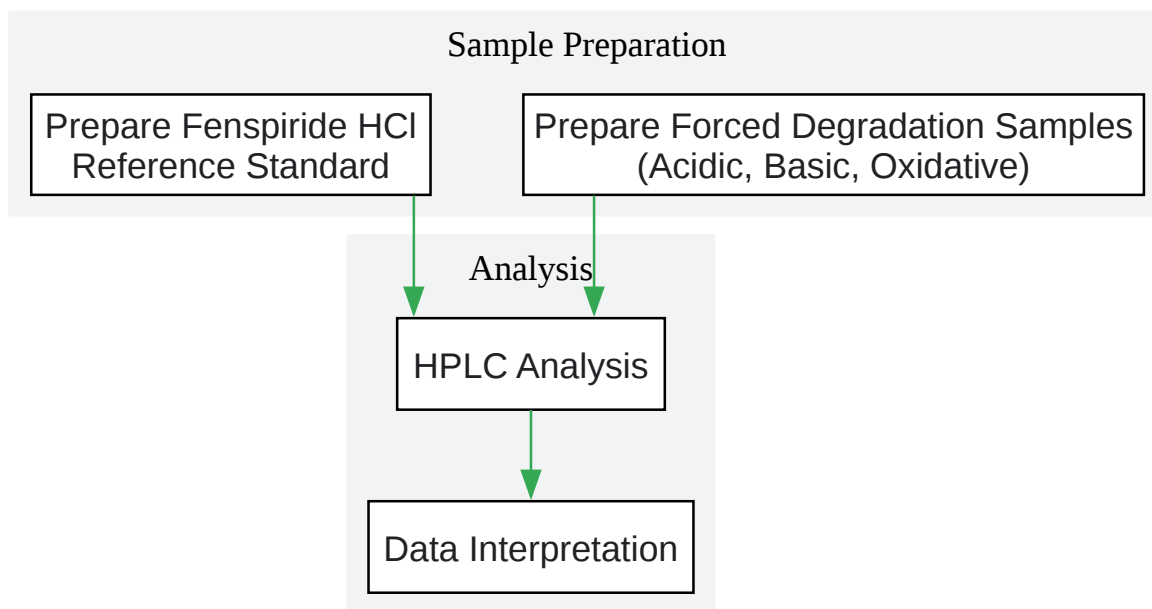 Sample Preparation
Prepare Fenspiride HCl
Reference Standard
Prepare Forced Degradation Samples
(Acidic, Basic, Oxidative)
Analysis
HPLC Analysis
Data Interpretation